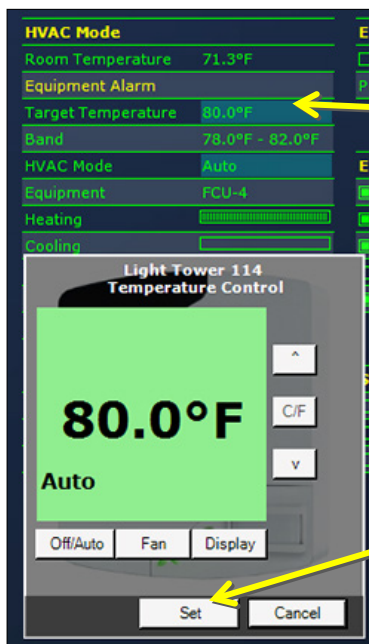 HVAC Mode
E
Room Temperature 71.3°F
Equipment Alarm
P
Target Temperature 80.0°F
Band 78.0°F - 82.0°F
HVAC Mode Auto
E
Equipment FCU-4
Heating
Cooling
Light Tower 114
Temperature Control
^
80.0°F
C/F
v
Auto
Off/Auto Fan Display
Set Cancel